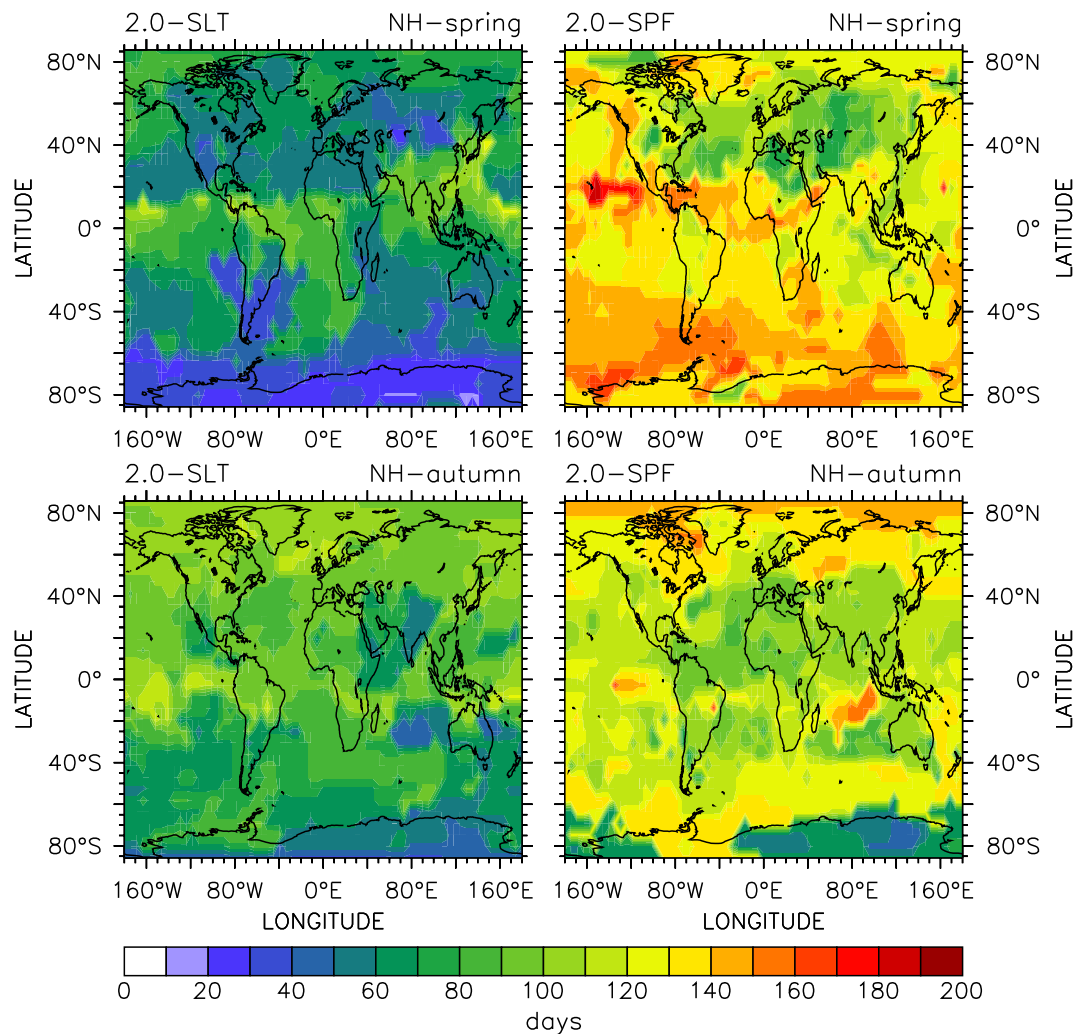 2.0-SLT NH-spring 2.0-SPF NH-spring
80°N 80°N
40°N 40°N
0° 0°
40°S 40°S
80°S 80°S
LATITUDE LATITUDE
160°W 80°W 0°E 80°E 160°E 160°W 80°W 0°E 80°E 160°E
2.0-SLT NH-autumn 2.0-SPF NH-autumn
80°N 80°N
40°N 40°N
0° 0°
40°S 40°S
80°S 80°S
LATITUDE LATITUDE
160°W 80°W 0°E 80°E 160°E 160°W 80°W 0°E 80°E 160°E
LONGITUDE LONGITUDE
0 20 40 60 80 100 120 140 160 180 200
days